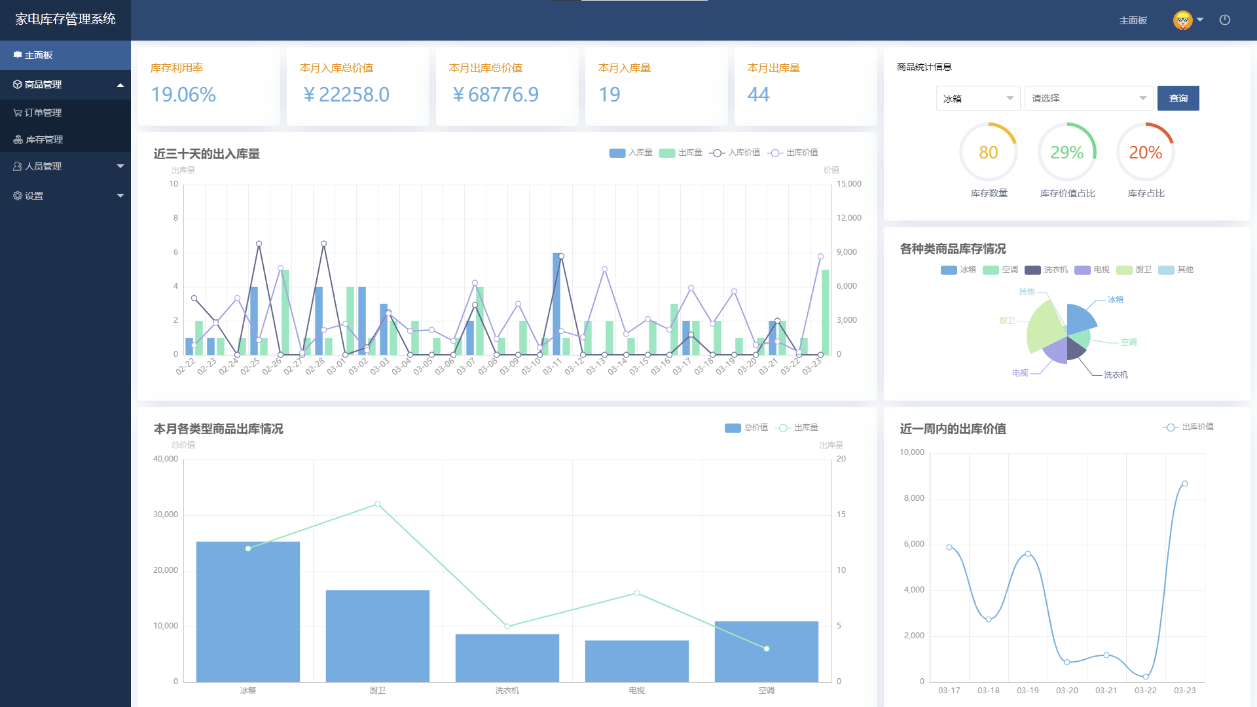 家电库存管理系统
主面板
主面板
商品管理
订单管理
库存管理
人员管理
设置
库存利用率
19.06%
本月入库总价值
￥22258.0
本月出库总价值
￥68776.9
本月入库量
19
本月出库量
44
商品统计信息
冰箱
请选择
查询
80
29%
20%
库存数量
库存价值占比
库存占比
近三十天的出入库量
入库量
出库量
入库价值
出库价值
出库量
价值
10
8
6
4
2
0
15,000
12,000
9,000
6,000
3,000
0
02-22
02-23
02-24
02-25
02-26
02-27
02-29
03-01
03-02
03-03
03-04
03-05
03-06
03-07
03-08
03-09
03-10
03-11
03-12
03-13
03-14
03-15
03-16
03-17
03-18
03-19
03-20
03-21
03-22
03-23
各种类商品库存情况
冰箱
空调
洗衣机
电视
厨卫
其他
其他
冰箱
厨卫
空调
电视
洗衣机
本月各类型商品出库情况
总价值
出库量
总价值
出库量
40,000
30,000
20,000
10,000
0
20
15
10
5
0
冰箱
厨卫
洗衣机
电视
空调
近一周内的出库价值
出库价值
10,000
8,000
6,000
4,000
2,000
0
03-17
03-18
03-19
03-20
03-21
03-22
03-23